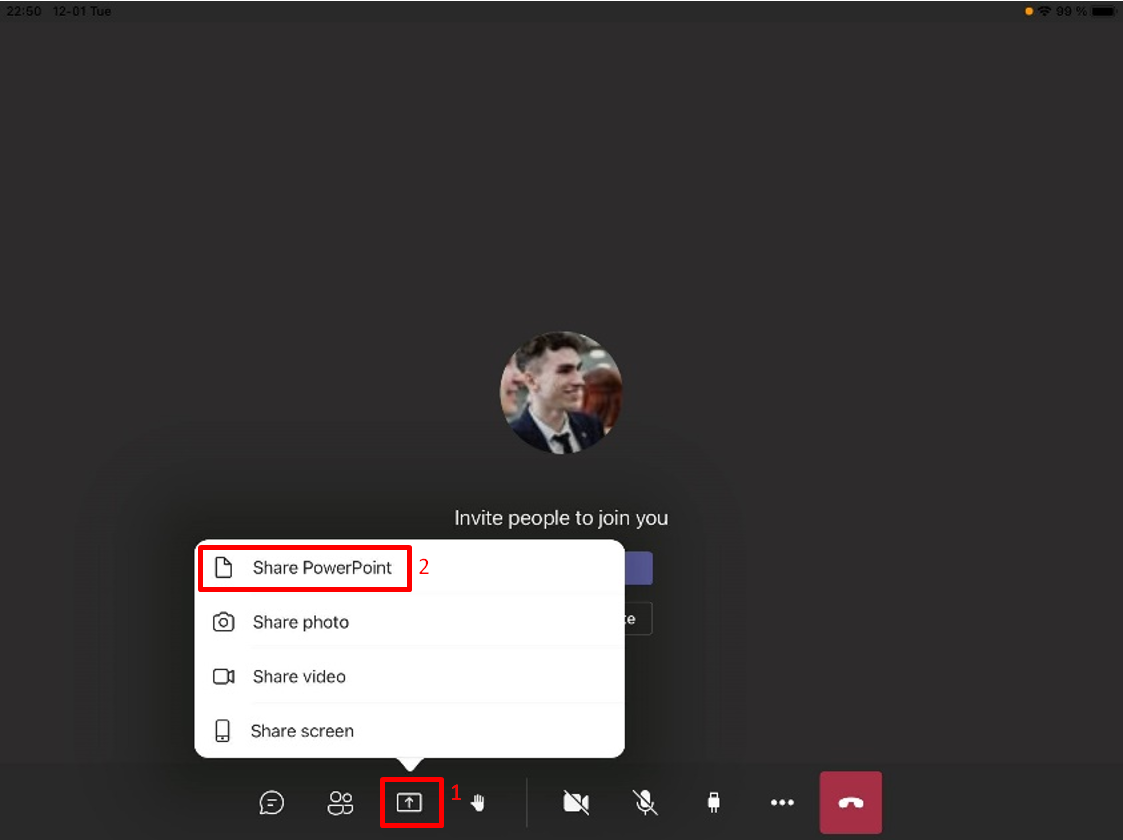 22:50 12-01 Tue
99 %
Invite people to join you
Share PowerPoint
2
Share photo
te
Share video
Share screen
1